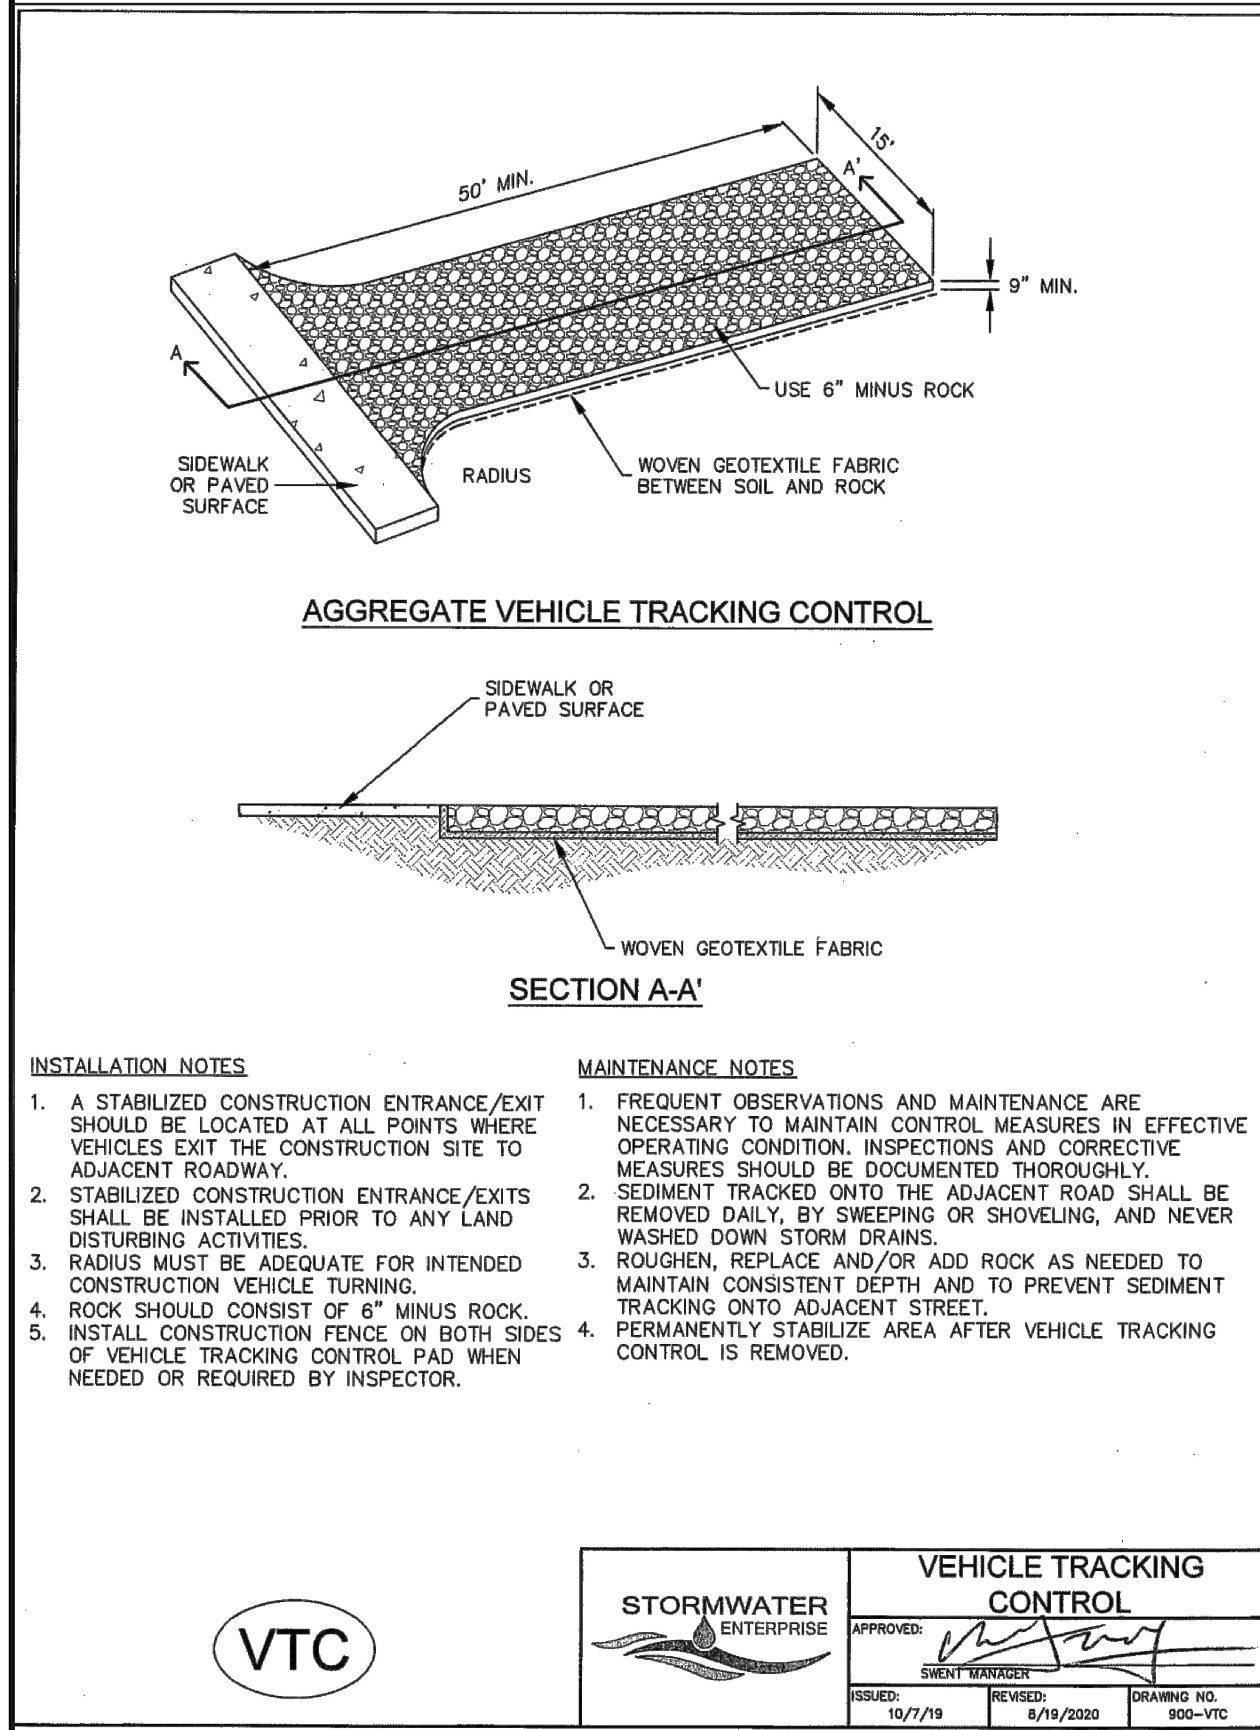 50' MIN.
15'
A'
9" MIN.
A
USE 6" MINUS ROCK
SIDEWALK
OR PAVED
SURFACE
RADIUS
WOVEN GEOTEXTILE FABRIC
BETWEEN SOIL AND ROCK
AGGREGATE VEHICLE TRACKING CONTROL
SIDEWALK OR
PAVED SURFACE
WOVEN GEOTEXTILE FABRIC
SECTION A-A'
INSTALLATION NOTES
1. A STABILIZED CONSTRUCTION ENTRANCE/EXIT
SHOULD BE LOCATED AT ALL POINTS WHERE
VEHICLES EXIT THE CONSTRUCTION SITE TO
ADJACENT ROADWAY.
2. STABILIZED CONSTRUCTION ENTRANCE/EXITS
SHALL BE INSTALLED PRIOR TO ANY LAND
DISTURBING ACTIVITIES.
3. RADIUS MUST BE ADEQUATE FOR INTENDED
CONSTRUCTION VEHICLE TURNING.
4. ROCK SHOULD CONSIST OF 6" MINUS ROCK.
5. INSTALL CONSTRUCTION FENCE ON BOTH SIDES
OF VEHICLE TRACKING CONTROL PAD WHEN
NEEDED OR REQUIRED BY INSPECTOR.
MAINTENANCE NOTES
1. FREQUENT OBSERVATIONS AND MAINTENANCE ARE
NECESSARY TO MAINTAIN CONTROL MEASURES IN EFFECTIVE
OPERATING CONDITION. INSPECTIONS AND CORRECTIVE
MEASURES SHOULD BE DOCUMENTED THOROUGHLY.
2. SEDIMENT TRACKED ONTO THE ADJACENT ROAD SHALL BE
REMOVED DAILY, BY SWEEPING OR SHOVELING, AND NEVER
WASHED DOWN STORM DRAINS.
3. ROUGHEN, REPLACE AND/OR ADD ROCK AS NEEDED TO
MAINTAIN CONSISTENT DEPTH AND TO PREVENT SEDIMENT
TRACKING ONTO ADJACENT STREET.
4. PERMANENTLY STABILIZE AREA AFTER VEHICLE TRACKING
CONTROL IS REMOVED.
VTC
STORMWATER
ENTERPRISE
VEHICLE TRACKING
CONTROL
APPROVED:
SWENT MANAGER
ISSUED:
10/7/19
REVISED:
8/19/2020
DRAWING NO.
900-VTC